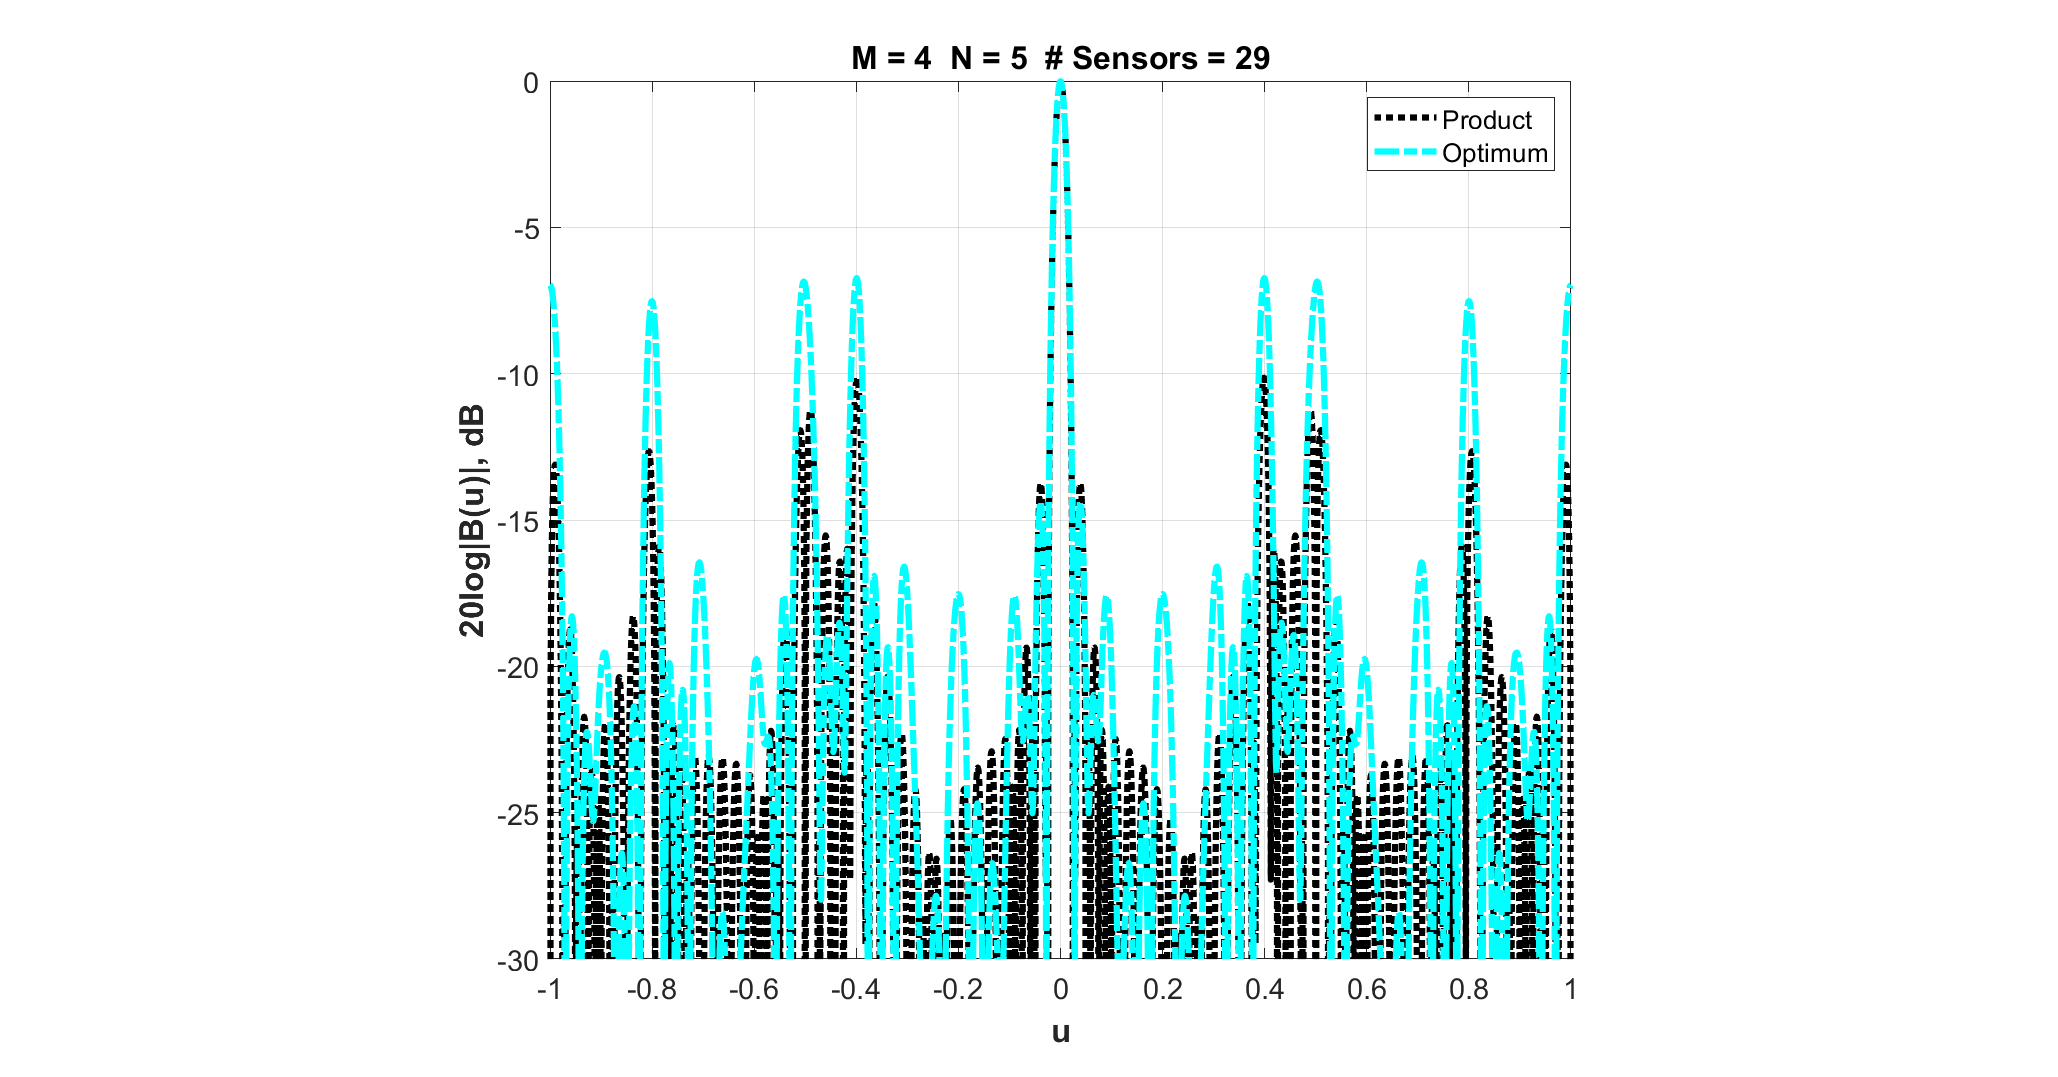 M = 4  N = 5  # Sensors = 29
Product
Optimum
20log|B(u)|, dB
0
-5
-10
-15
-20
-25
-30
-1 -0.8 -0.6 -0.4 -0.2 0 0.2 0.4 0.6 0.8 1
u